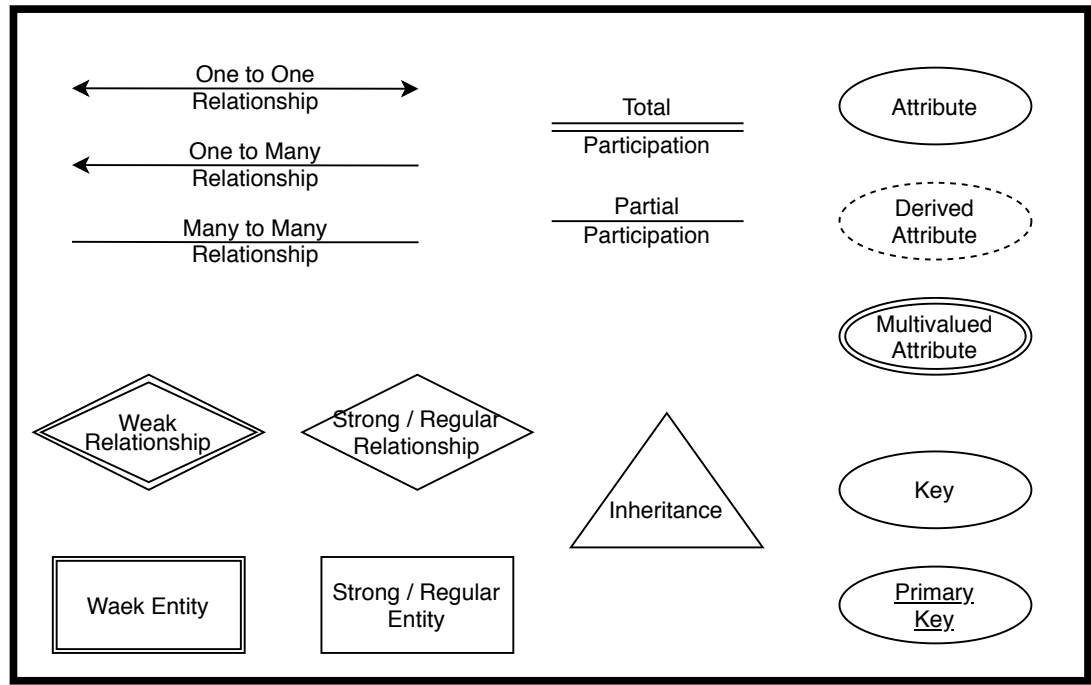 One to One
Relationship
One to Many
Relationship
Many to Many
Relationship
Total
Participation
Partial
Participation
Attribute
Derived
Attribute
Multivalued
Attribute
Weak
Relationship
Strong / Regular
Relationship
Inheritance
Key
Waek Entity
Strong / Regular
Entity
Primary
Key